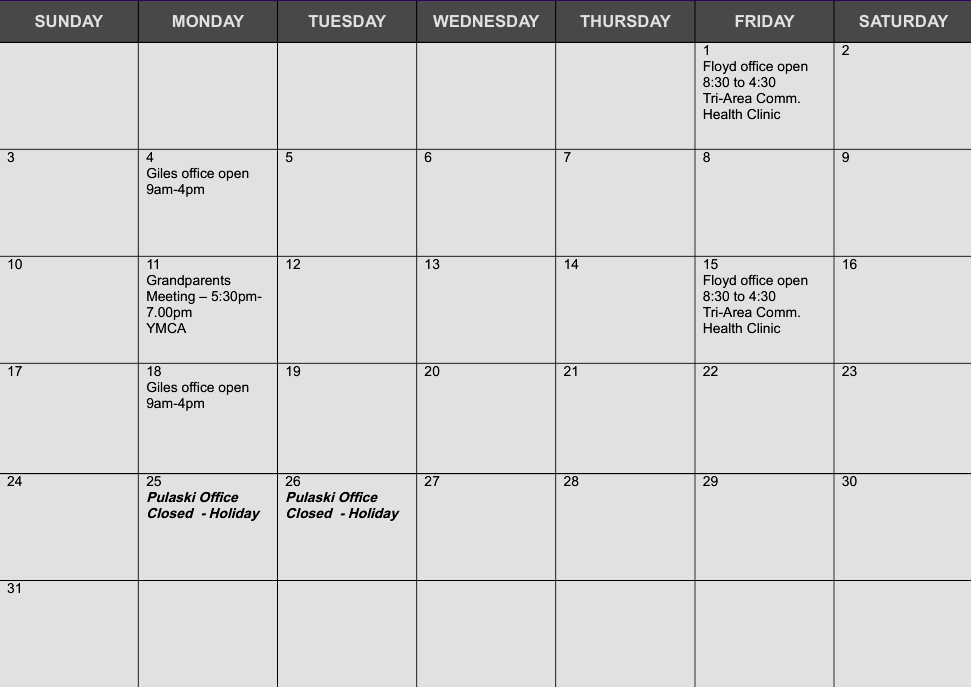 SUNDAY MONDAY TUESDAY WEDNESDAY THURSDAY FRIDAY SATURDAY
1
Floyd office open
8:30 to 4:30
Tri-Area Comm.
Health Clinic
2
3
4
Giles office open
9am-4pm
5
6
7
8
9
10
11
Grandparents
Meeting – 5:30pm-
7.00pm
YMCA
12
13
14
15
Floyd office open
8:30 to 4:30
Tri-Area Comm.
Health Clinic
16
17
18
Giles office open
9am-4pm
19
20
21
22
23
24
25
Pulaski Office
Closed  - Holiday
26
Pulaski Office
Closed  - Holiday
27
28
29
30
31